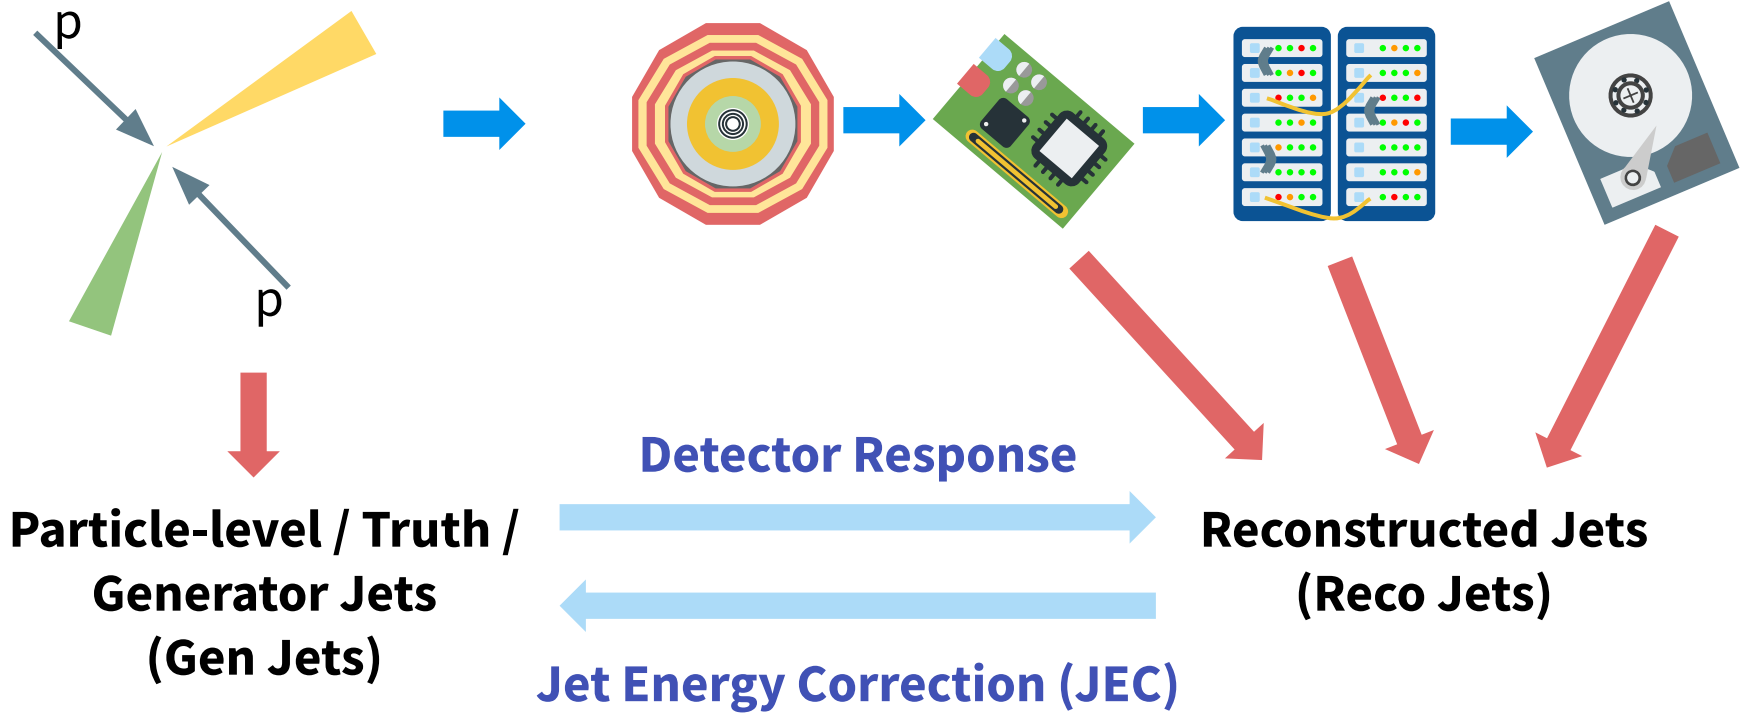 p
p
Detector Response
Particle-level / Truth /
Generator Jets
(Gen Jets)
Reconstructed Jets
(Reco Jets)
Jet Energy Correction (JEC)